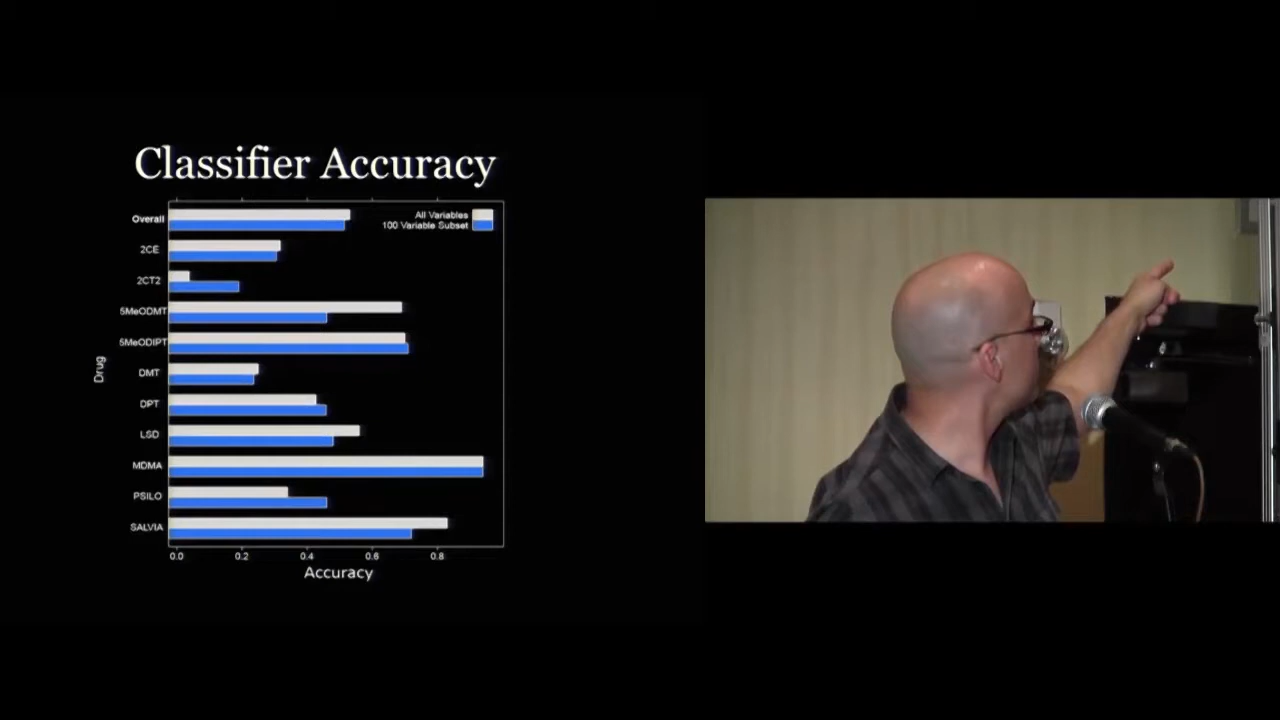 Classifier Accuracy
All Variables
100 Variable Subset
Overall
2CE
2CT2
5MeODMT
5MeODIPT
DMT
DPT
LSD
MDMA
PSILO
SALVIA
Drug
0.0 0.2 0.4 0.6 0.8
Accuracy